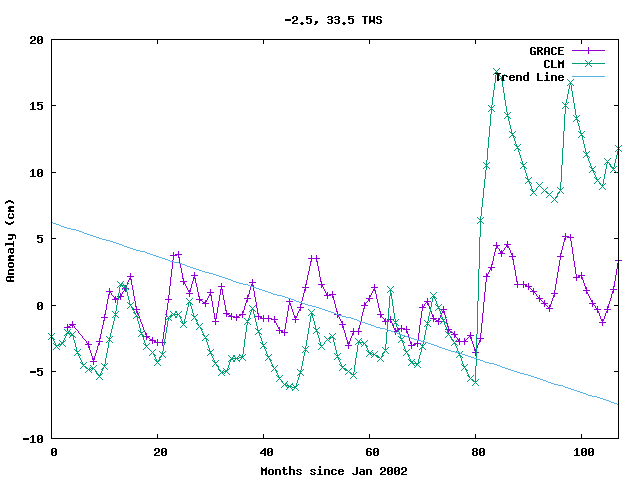 -2.5, 33.5 TWS
GRACE
CLM
Trend Line
20
15
10
5
0
-5
-10
Anomaly (cm)
0 20 40 60 80 100
Months since Jan 2002